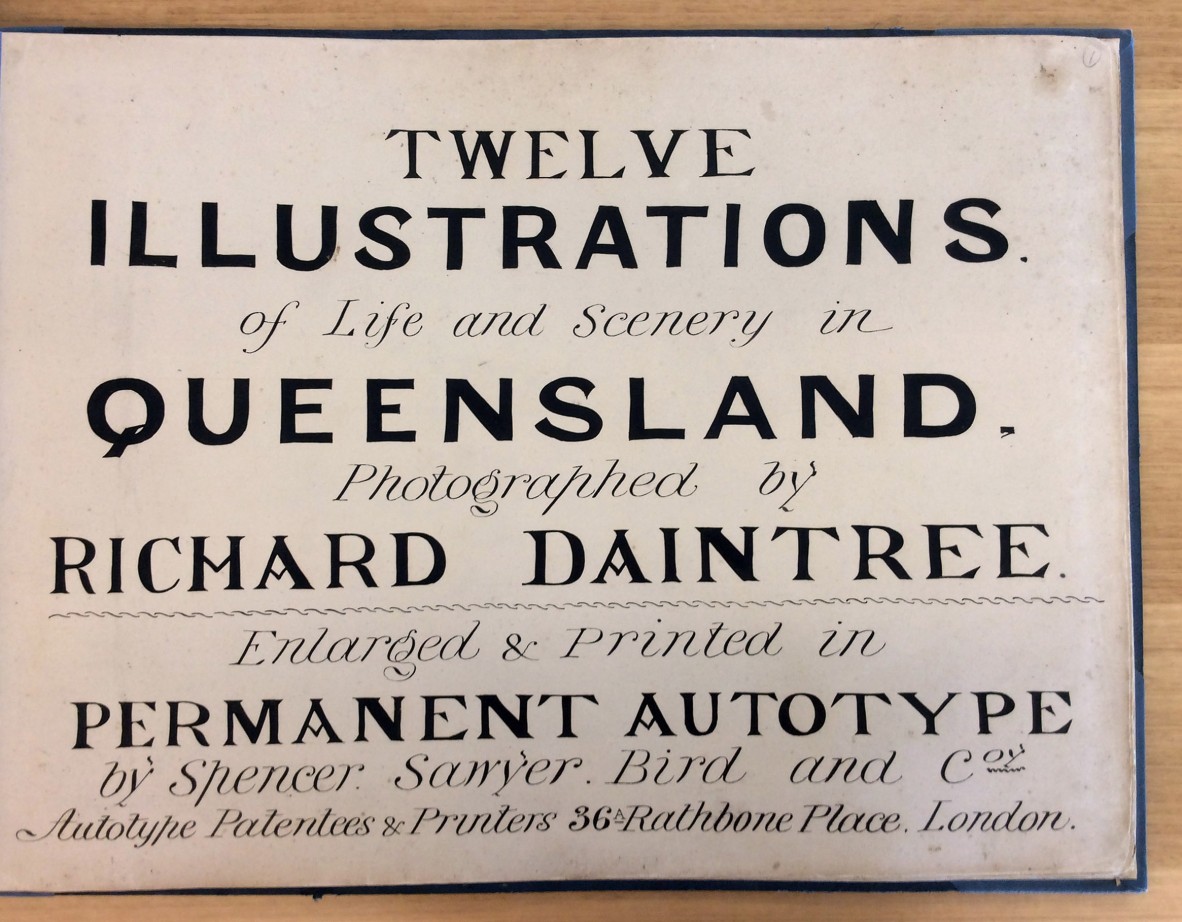 TWELVE
ILLUSTRATIONS.
of Life and Scenery in
QUEENSLAND.
Photographed by
RICHARD DAINTREE.
Enlarged & Printed in
PERMANENT AUTOTYPE
by Spencer. Sawyer. Bird and Coy
Autotype Patentees & Printers 36A Rathbone Place. London.